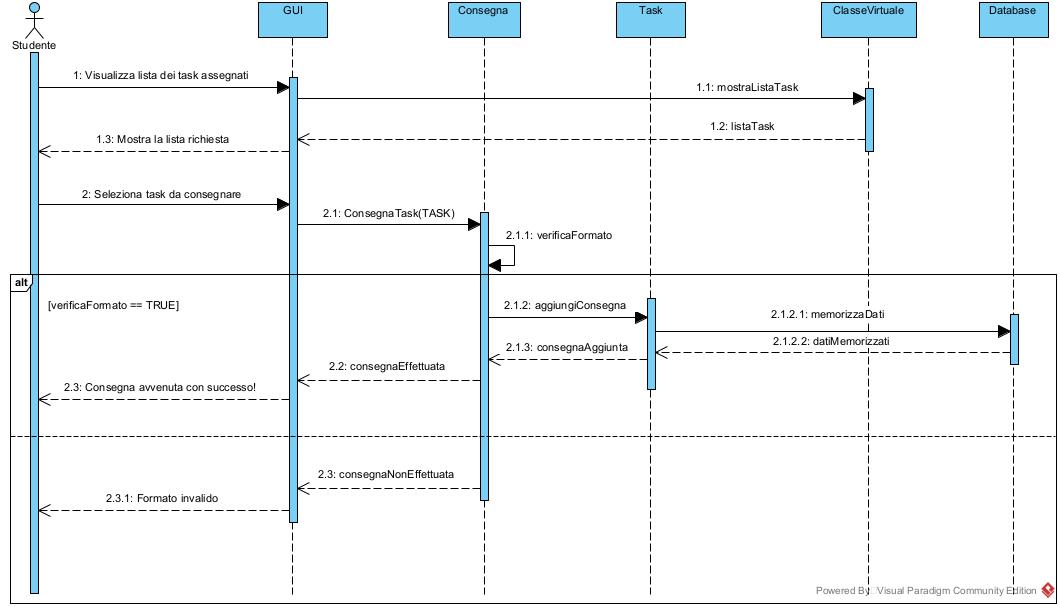 GUI
Consegna
Task
ClasseVirtuale
Database
Studente
1: Visualizza lista dei task assegnati
1.1: mostraListaTask
1.2: listaTask
1.3: Mostra la lista richiesta
2: Seleziona task da consegnare
2.1: ConsegnaTask(TASK)
2.1.1: verificaFormato
alt
[verificaFormato == TRUE]
2.1.2: aggiungiConsegna
2.1.2.1: memorizzaDati
2.1.2.2: datiMemorizzati
2.1.3: consegnaAggiunta
2.2: consegnaEffettuata
2.3: Consegna avvenuta con successo!
2.3: consegnaNonEffettuata
2.3.1: Formato invalido
Powered By Visual Paradigm Community Edition